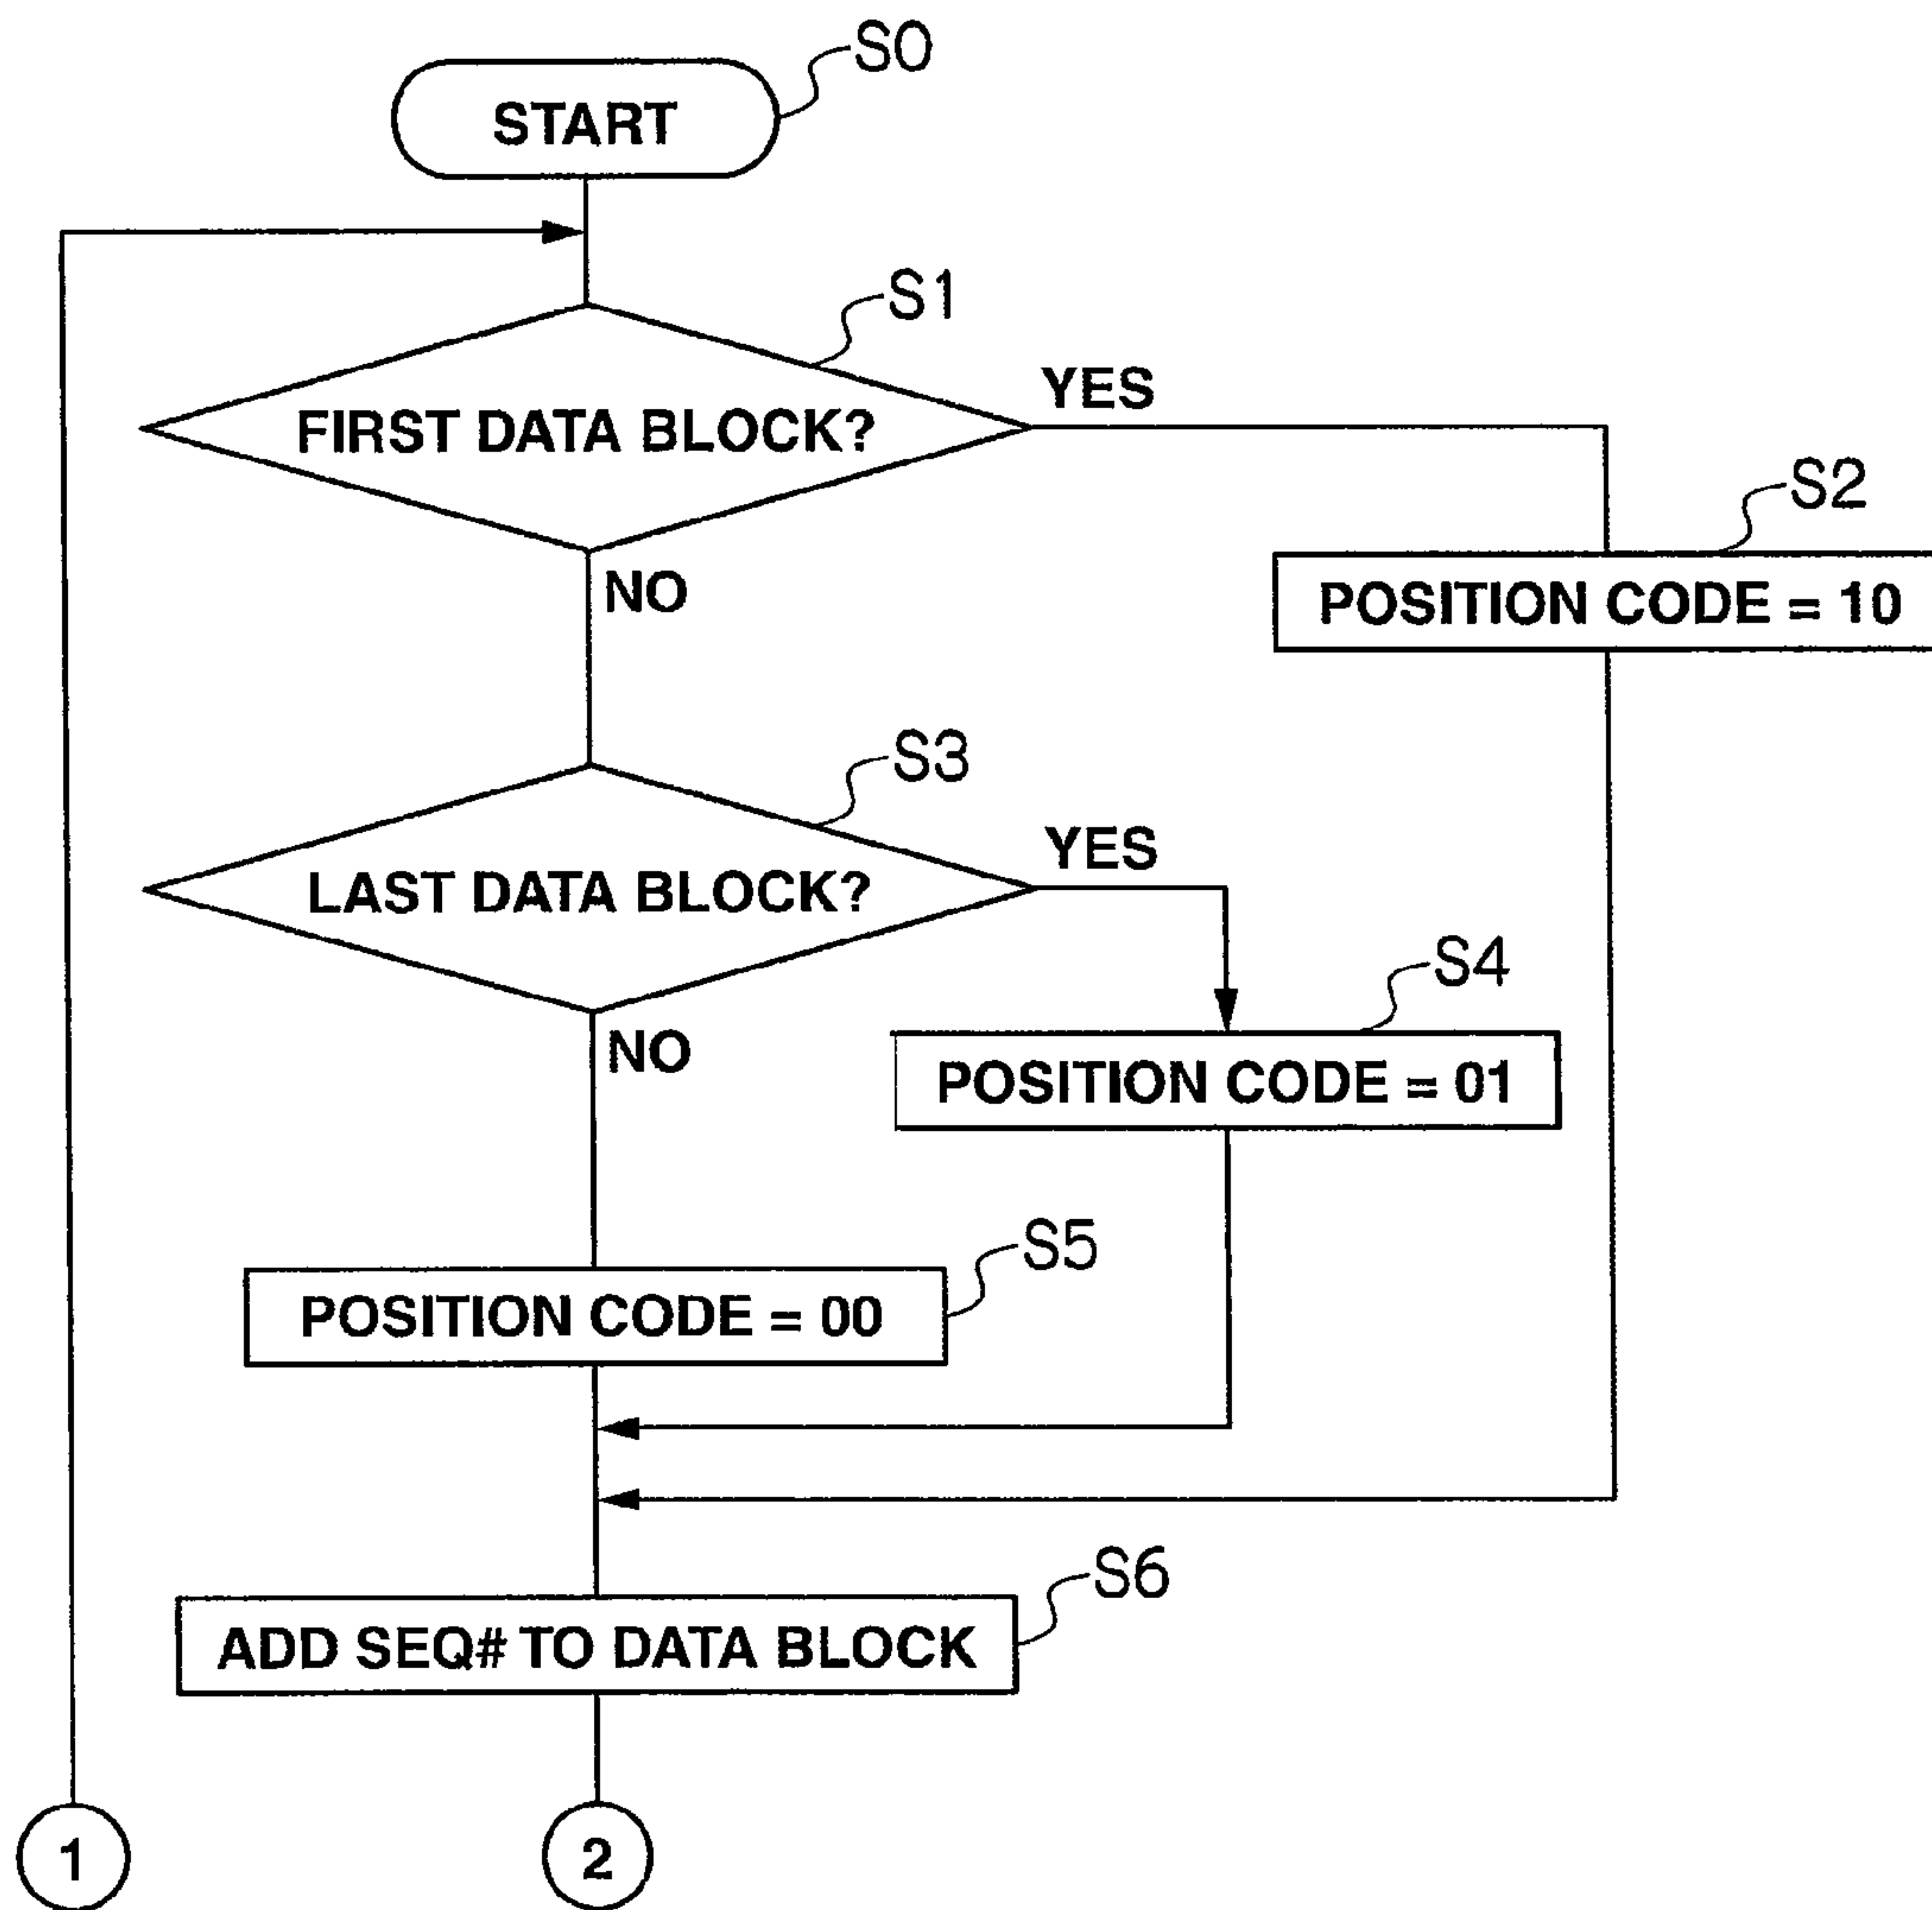 S0
START
S1
FIRST DATA BLOCK?
YES
S2
POSITION CODE = 10
NO
S3
LAST DATA BLOCK?
YES
S4
POSITION CODE = 01
NO
S5
POSITION CODE = 00
S6
ADD SEQ# TO DATA BLOCK
1
2